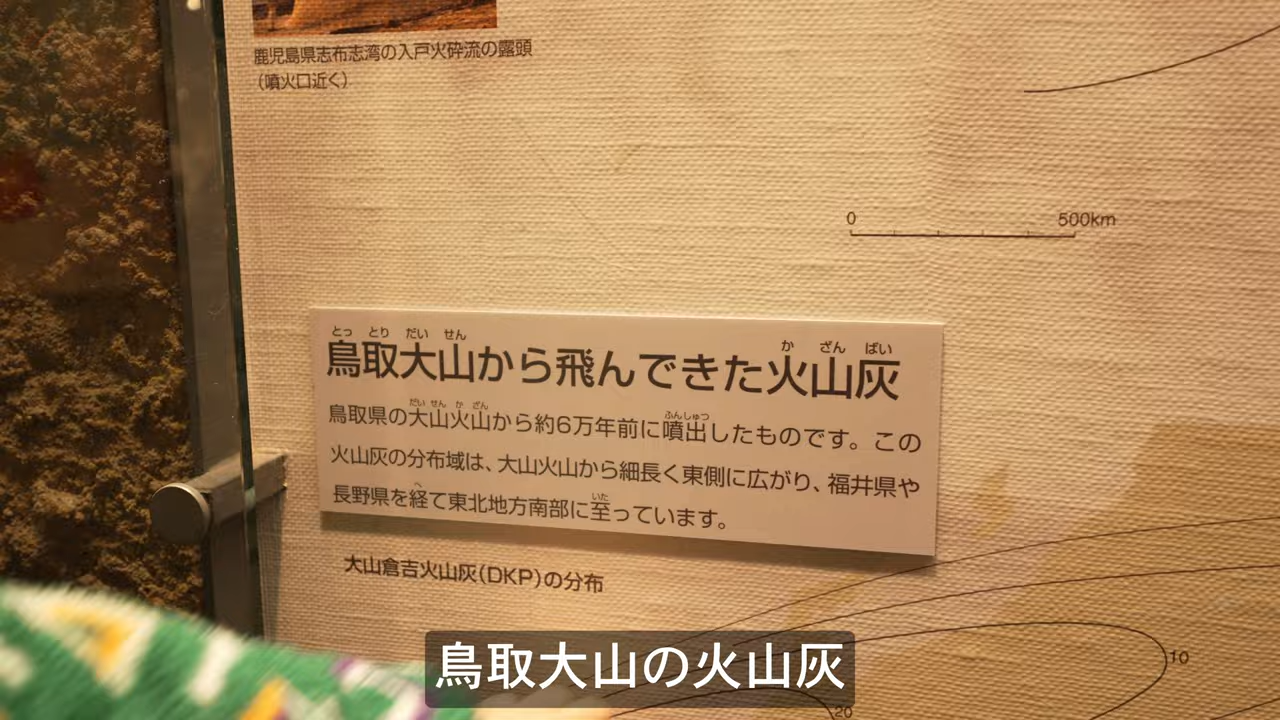 鹿児島県志布志湾の入戸火砕流の露頭
(噴火口近く)
0 500km
とっ とり だい せん か ざん ばい
鳥取大山から飛んできた火山灰
だい せん か ざん ふんしゅつ
鳥取県の大山火山から約6万年前に噴出したものです。この
火山灰の分布域は、大山火山から細長く東側に広がり、福井県や
へ いた
長野県を経て東北地方南部に至っています。
大山倉吉火山灰(DKP)の分布
10
20
鳥取大山の火山灰